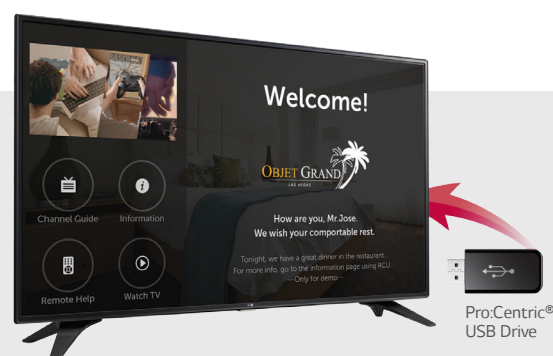 Welcome!
OBJET GRAND
LAS VEGAS
Channel Guide
Information
How are you, Mr.Jose.
We wish your comportable rest.
Tonight, we have a great dinner in the restaurant.
For more info, go to the information page using RCU.
--Only for demo--
Remote Help
Watch TV
Pro:Centric®
USB Drive